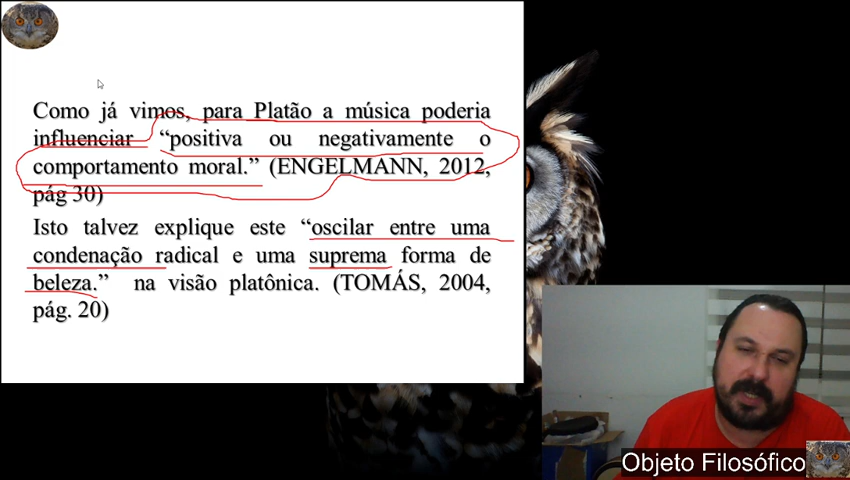 Como já vimos, para Platão a música poderia
influenciar “positiva ou negativamente o
comportamento moral.” (ENGELMANN, 2012,
pág 30)
Isto talvez explique este “oscilar entre uma
condenação radical e uma suprema forma de
beleza.” na visão platônica. (TOMÁS, 2004,
pág. 20)
Objeto Filosófico